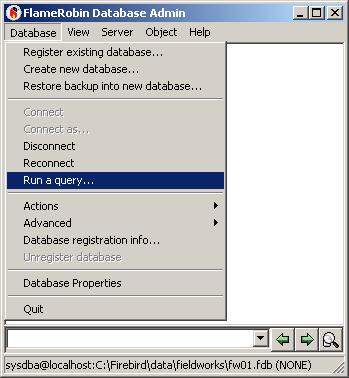 FlameRobin Database Admin
Database View Server Object Help
Register existing database...
Create new database...
Restore backup into new database...
Connect
Connect as...
Disconnect
Reconnect
Run a query...
Actions
Advanced
Database registration info...
Unregister database
Database Properties
Quit
sysdba@localhost:C:\Firebird\data\fieldworks\fw01.fdb (NONE)